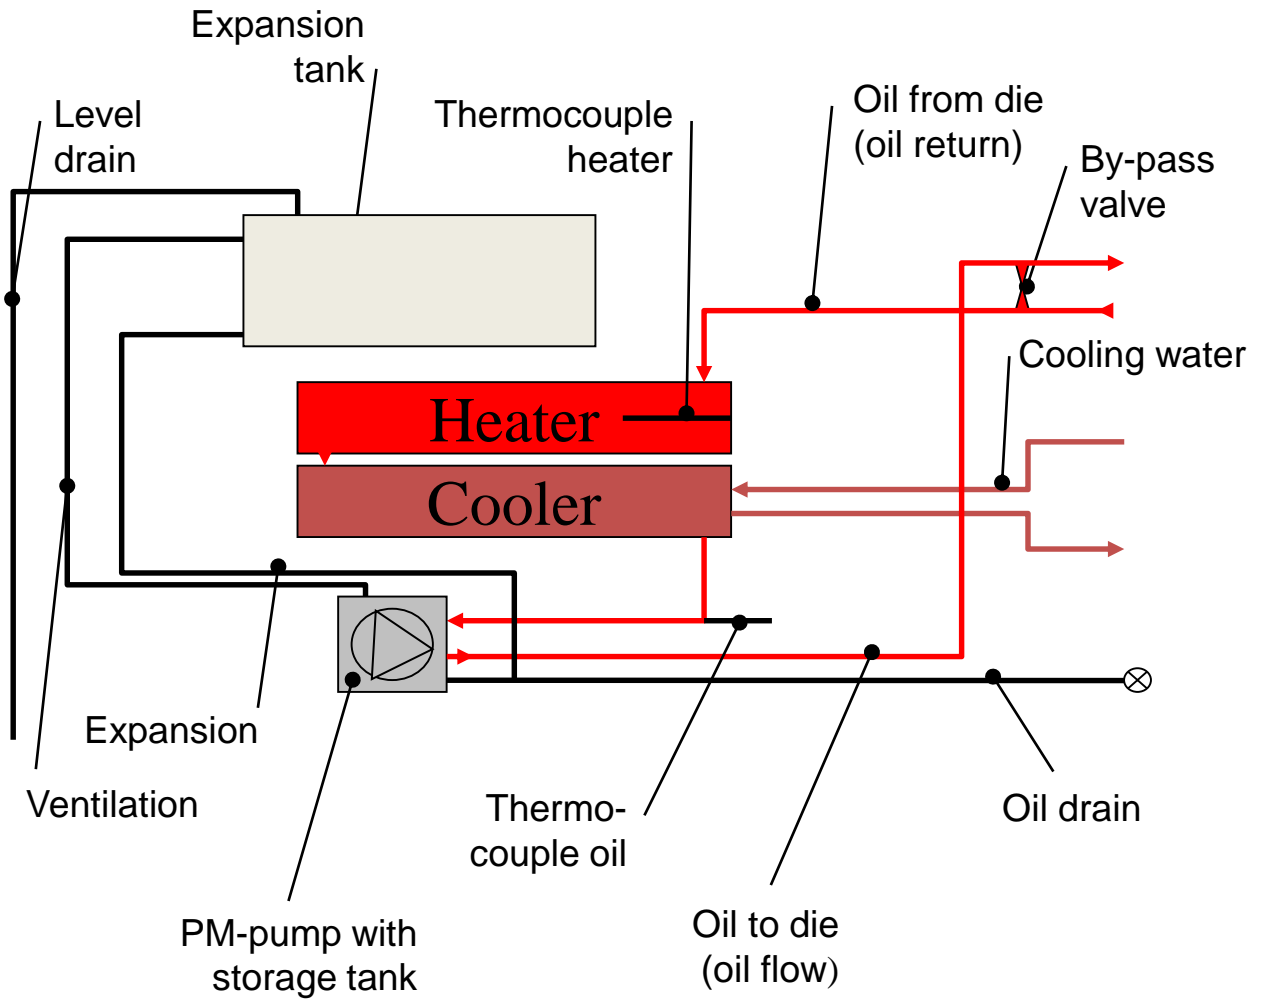 Expansion
tank
Level
drain
Thermocouple
heater
Oil from die
(oil return)
By-pass
valve
Cooling water
Heater
Cooler
Expansion
Ventilation
Thermo-
couple oil
Oil drain
PM-pump with
storage tank
Oil to die
(oil flow)